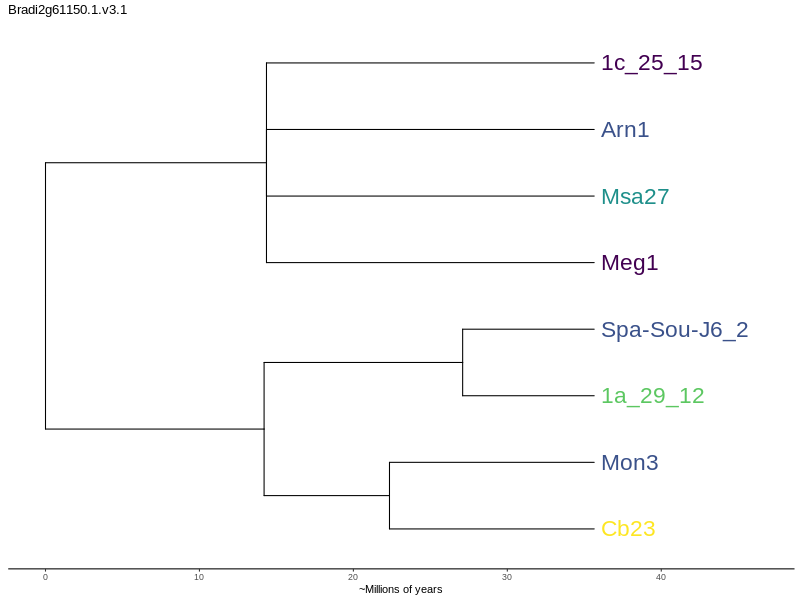 Bradi2g61150.1.v3.1
1c_25_15
Arn1
Msa27
Meg1
Spa-Sou-J6_2
1a_29_12
Mon3
Cb23
0 10 20 30 40
~Millions of years